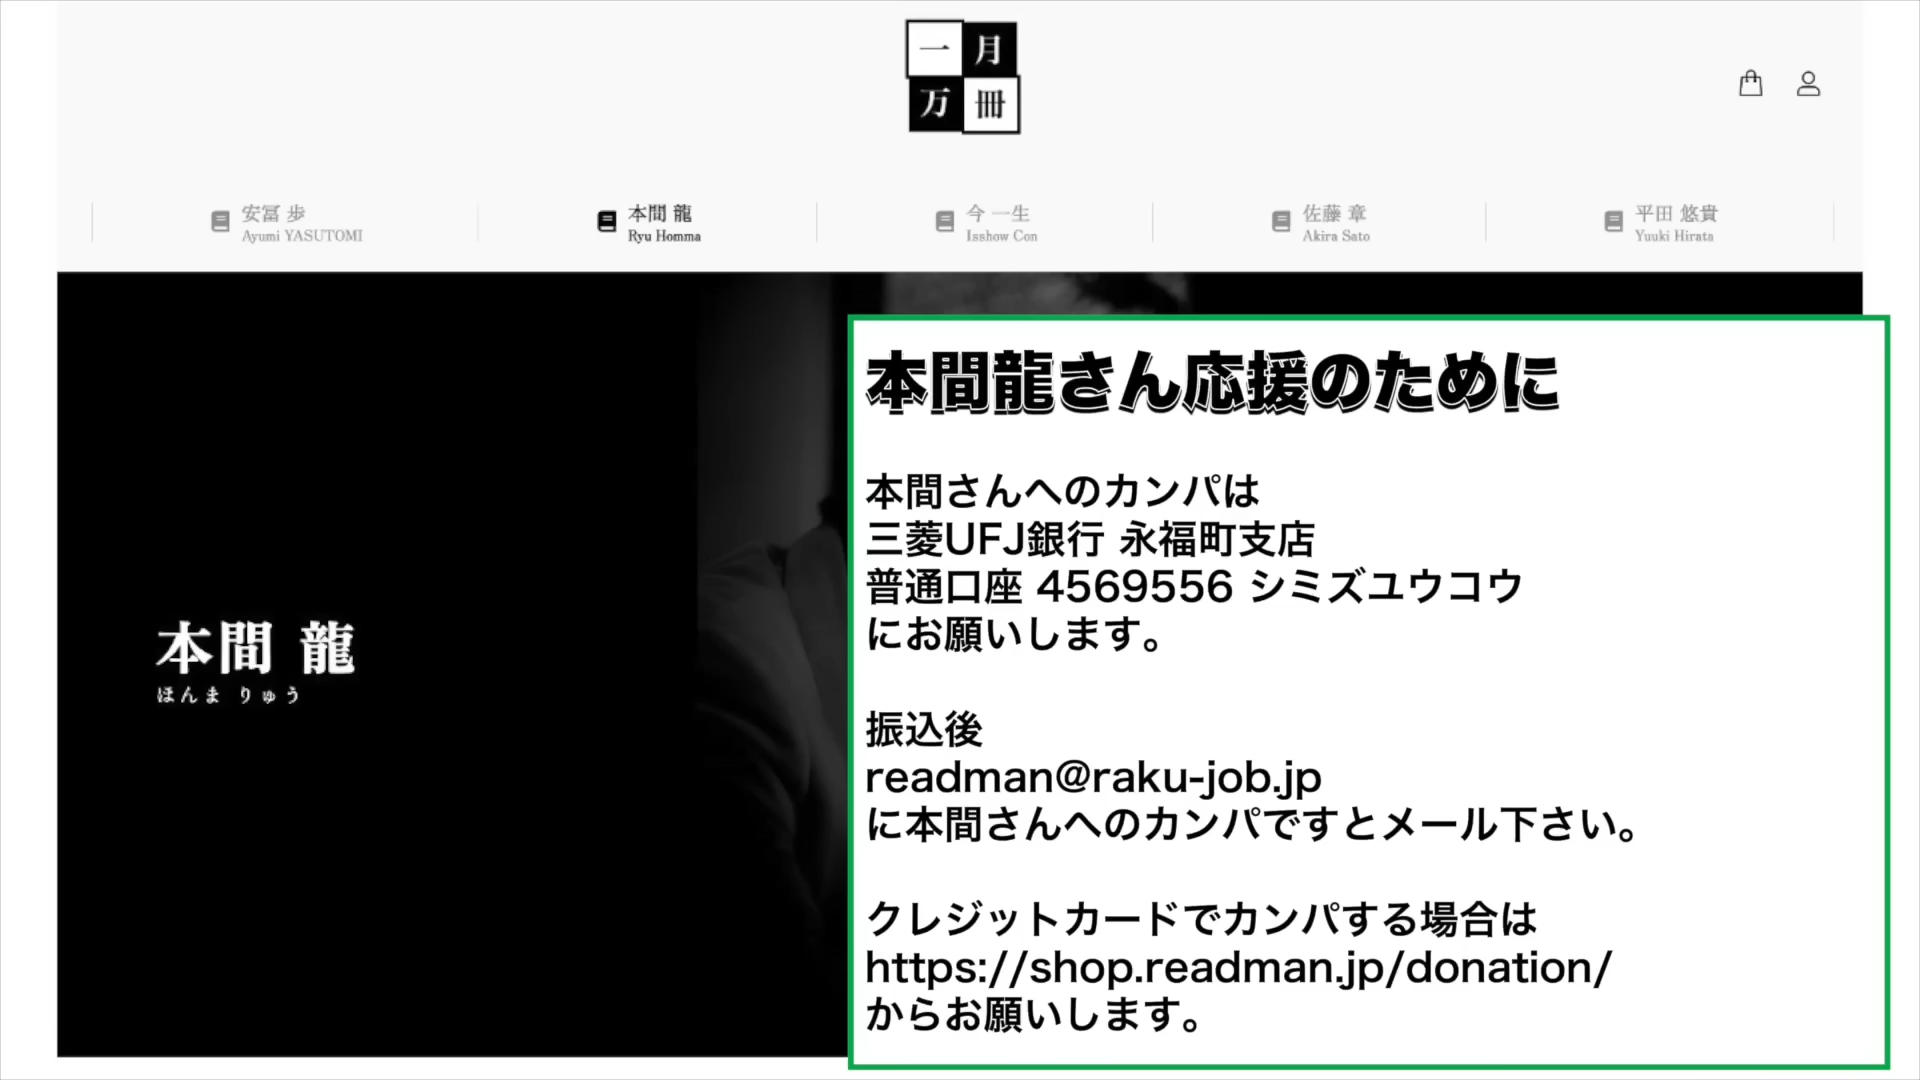 一月
万冊
安冨 歩
Ayumi YASUTOMI
本間 龍
Ryu Homma
今 一生
Isshow Con
佐藤 章
Akira Sato
平田 悠貴
Yuuki Hirata
本間 龍
ほんま りゅう
本間龍さん応援のために
本間さんへのカンパは
三菱UFJ銀行 永福町支店
普通口座 4569556 シミズユウコウ
にお願いします。
振込後
readman@raku-job.jp
に本間さんへのカンパですとメール下さい。
クレジットカードでカンパする場合は
https://shop.readman.jp/donation/
からお願いします。